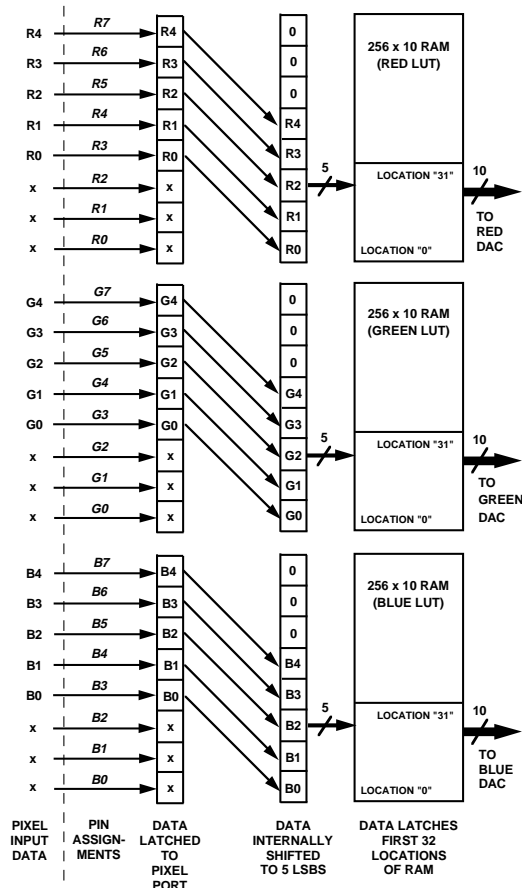 R4 R7 R4 0 256 x 10 RAM
R3 R6 R3 0 (RED LUT)
R2 R5 R2 0
R1 R4 R1 R4
R0 R3 R0 R3 5 LOCATION "31" 10
x R2 x R2 TO
x R1 x R1 RED
x R0 x R0 LOCATION "0" DAC
G4 G7 G4 0 256 x 10 RAM
G3 G6 G3 0 (GREEN LUT)
G2 G5 G2 0
G1 G4 G1 G4
G0 G3 G0 G3 5 LOCATION "31" 10
x G2 x G2 TO
x G1 x G1 GREEN
x G0 x G0 LOCATION "0" DAC
B4 B7 B4 0 256 x 10 RAM
B3 B6 B3 0 (BLUE LUT)
B2 B5 B2 0
B1 B4 B1 B4
B0 B3 B0 B3 5 LOCATION "31" 10
x B2 x B2 TO
x B1 x B1 BLUE
x B0 x B0 LOCATION "0" DAC
PIXEL
INPUT
DATA
PIN
ASSIGN-
MENTS
DATA
LATCHED
TO
PIXEL
PORT
DATA
INTERNALLY
SHIFTED
TO 5 LSBS
DATA LATCHES
FIRST 32
LOCATIONS
OF RAM